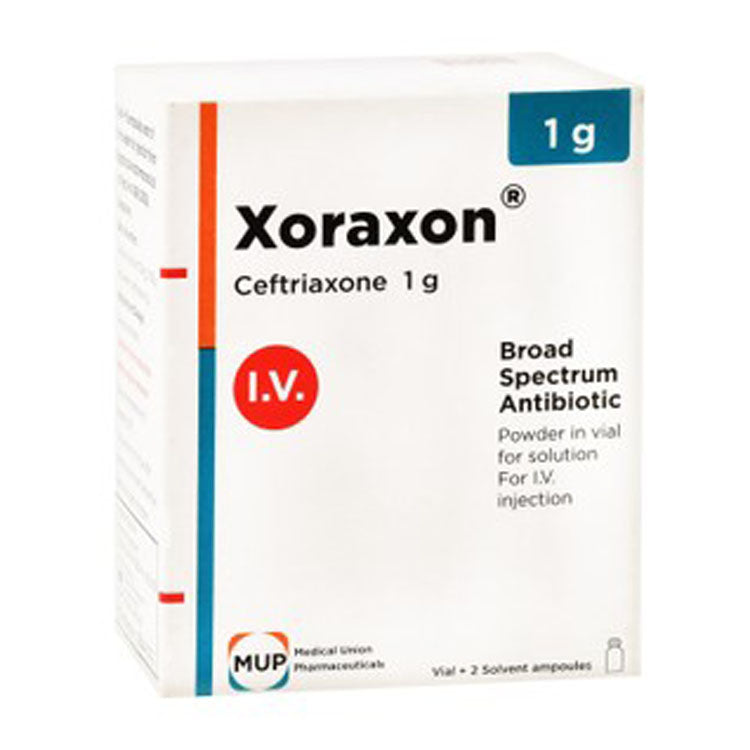 1 g
Xoraxon®
Ceftriaxone 1 g
I.V.
Broad
Spectrum
Antibiotic
Powder in vial
for solution
For I.V.
injection
MUP
Medical Union
Pharmaceuticals
Vial + 2 Solvent ampoules